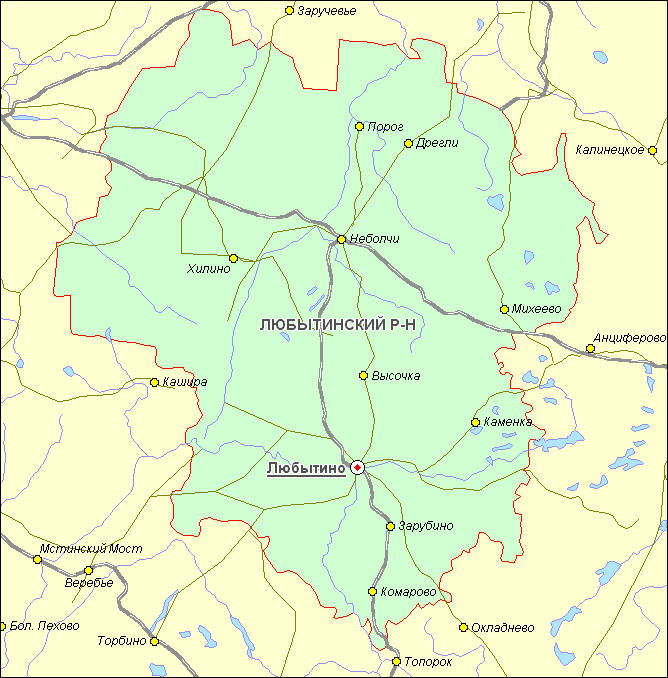 Заручевье
Порог
Дрегли
Калинецкое
Неболчи
Хилино
Михеево
ЛЮБЫТИНСКИЙ Р-Н
Анциферово
Высочка
Кашира
Каменка
Любытино
Зарубино
Мстинский Мост
Веребье
Комарово
Бол. Пехово
Окладнево
Торбино
Топорок